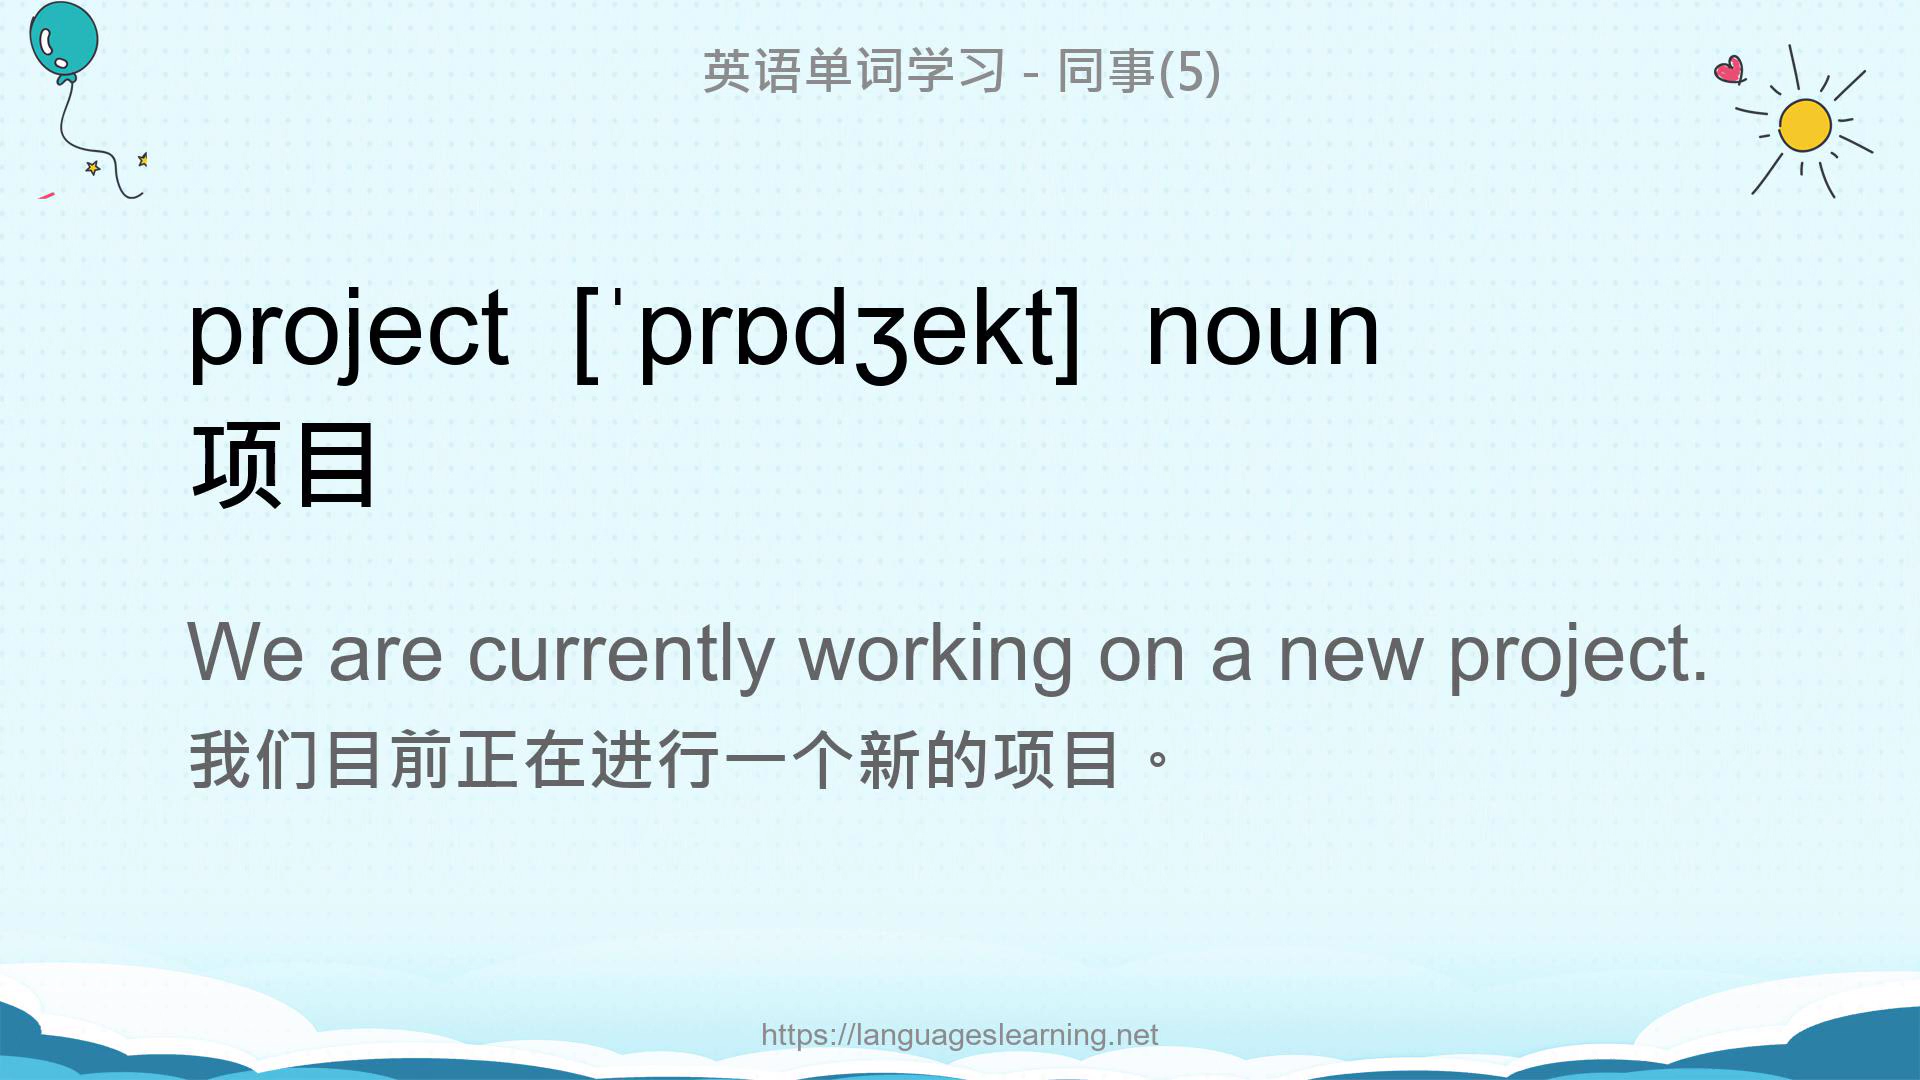 英语单词学习 - 同事(5)
project  [ˈprɒdʒekt]  noun
项目
We are currently working on a new project.
我们目前正在进行一个新的项目。
https://languageslearning.net